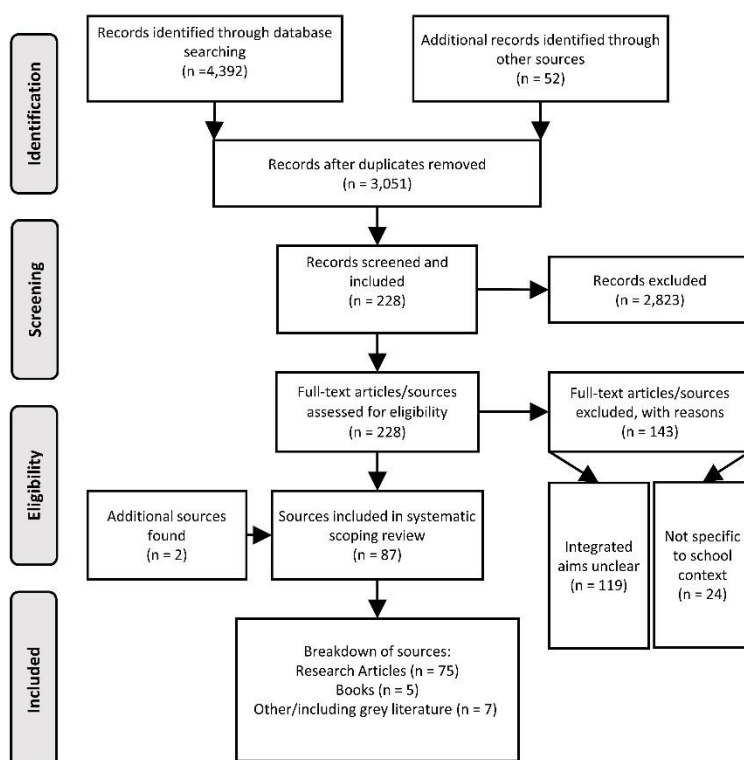 Identification
Records identified through database
searching
(n =4,392)
Additional records identified through
other sources
(n = 52)
Records after duplicates removed
(n = 3,051)
Screening
Records screened and
included
(n = 228)
Records excluded
(n = 2,823)
Eligibility
Full-text articles/sources
assessed for eligibility
(n = 228)
Full-text articles/sources
excluded, with reasons
(n = 143)
Additional sources
found
(n = 2)
Sources included in systematic
scoping review
(n = 87)
Integrated
aims unclear
(n = 119)
Not specific
to school
context
(n = 24)
Included
Breakdown of sources:
Research Articles (n = 75)
Books (n = 5)
Other/including grey literature (n = 7)